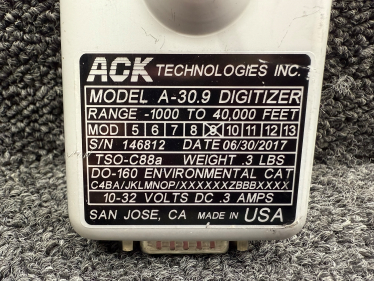 ACK TECHNOLOGIES INC.
MODEL A-30.9 DIGITIZER
RANGE -1000 TO 40,000 FEET
MOD 5 6 7 8 9 10 11 12 13
S/N 146812 DATE 06/30/2017
TSO-C88a WEIGHT .3 LBS
DO-160 ENVIRONMENTAL CAT
C4BA/JKLMNOP/XXXXXXZBBBXXXX
10-32 VOLTS DC .3 AMPS
SAN JOSE, CA MADE IN USA